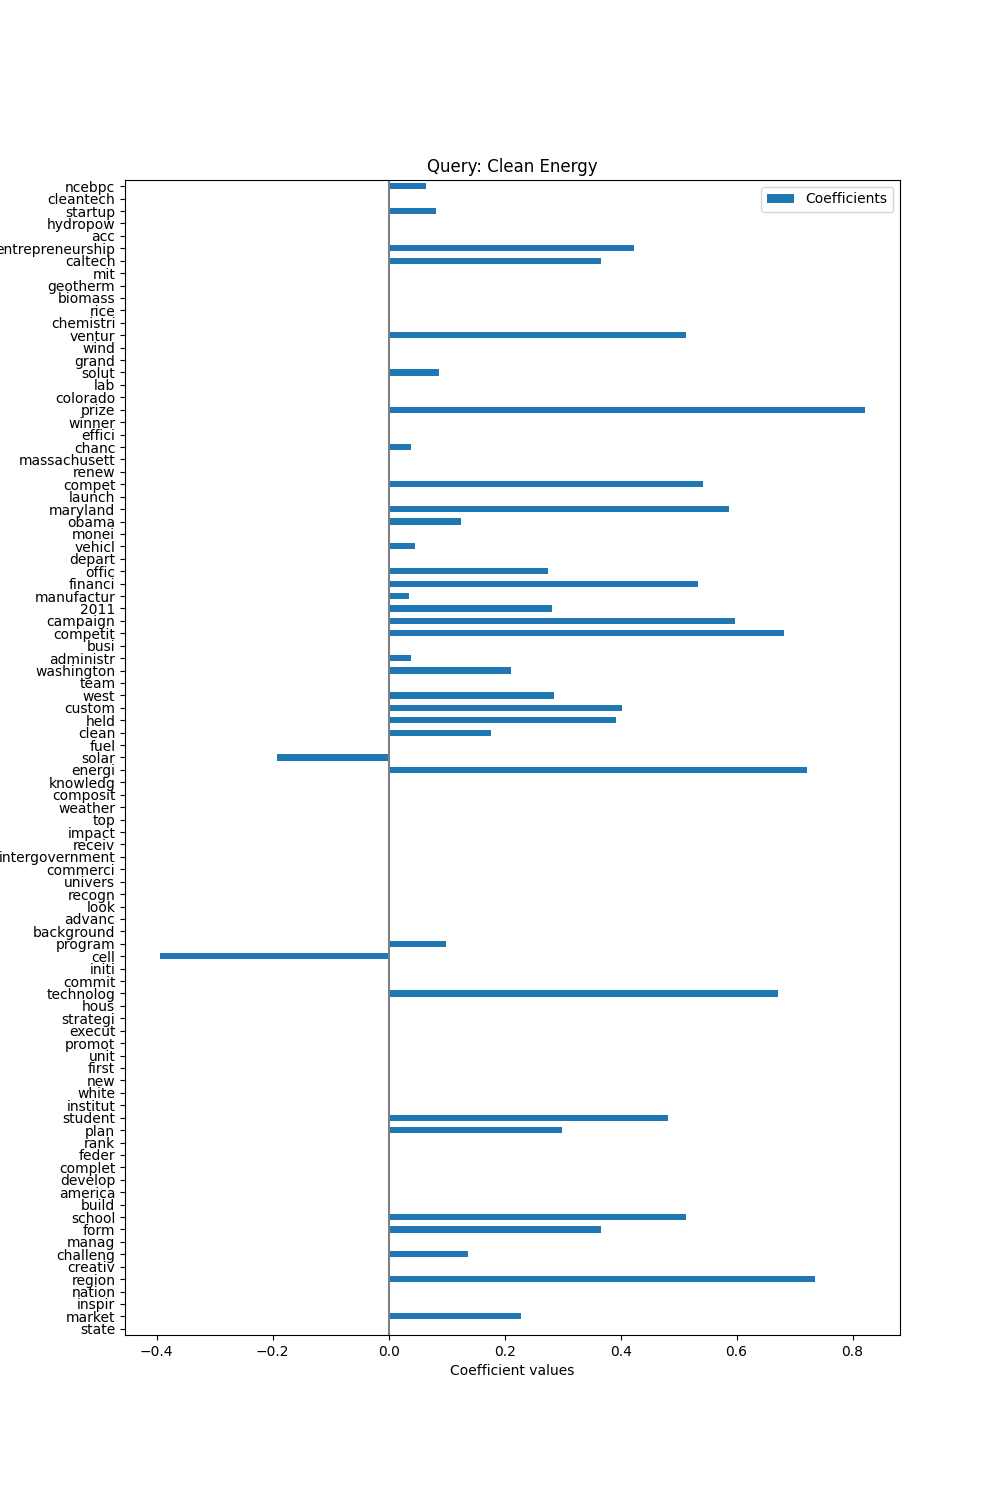 Query: Clean Energy
Coefficients
ncebpc
cleantech
startup
hydropow
acc
entrepreneurship
caltech
mit
geotherm
biomass
rice
chemistri
ventur
wind
grand
solut
lab
colorado
prize
winner
effici
chanc
massachusett
renew
compet
launch
maryland
obama
monei
vehicl
depart
offic
financi
manufactur
2011
campaign
competit
busi
administr
washington
team
west
custom
held
clean
fuel
solar
energi
knowledg
composit
weather
top
impact
receiv
intergovernment
commerci
univers
recogn
look
advanc
background
program
cell
initi
commit
technolog
hous
strategi
execut
promot
unit
first
new
white
institut
student
plan
rank
feder
complet
develop
america
build
school
form
manag
challeng
creativ
region
nation
inspir
market
state
−0.4 −0.2 0.0 0.2 0.4 0.6 0.8
Coefficient values